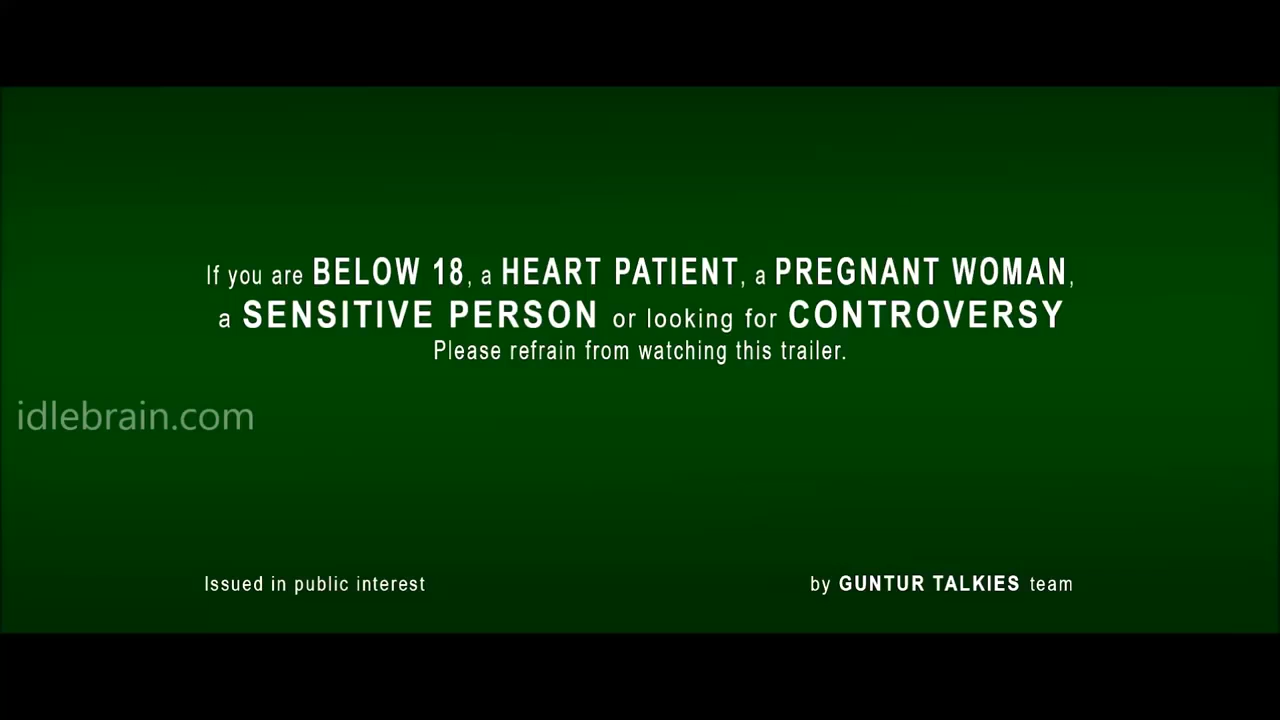 If you are BELOW 18, a HEART PATIENT, a PREGNANT WOMAN,
a SENSITIVE PERSON or looking for CONTROVERSY
Please refrain from watching this trailer.
idlebrain.com
Issued in public interest
by GUNTUR TALKIES team